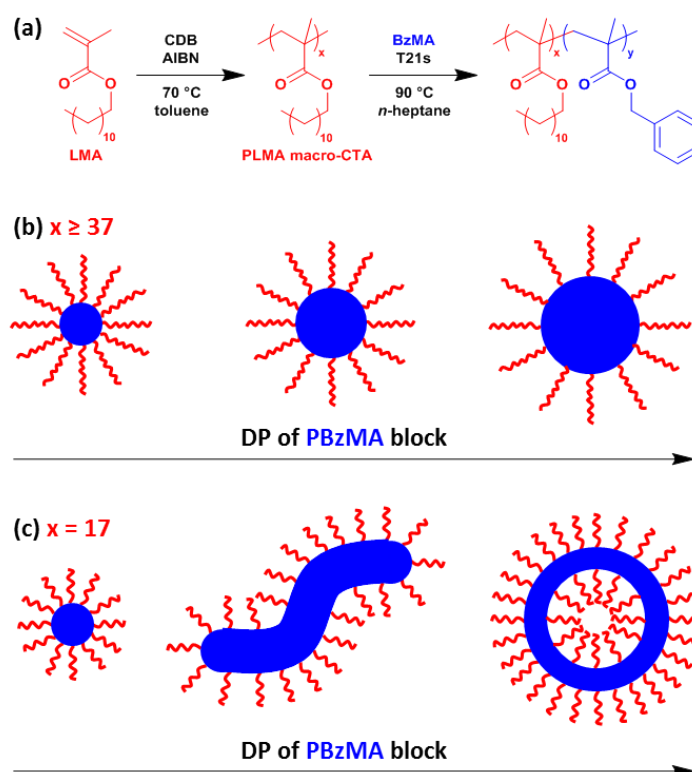 (a)
CDB
AIBN
70 °C
toluene
BzMA
T21s
90 °C
n-heptane
x
O
O
10
LMA
x
O
O
10
PLMA macro-CTA
x
y
O
O
O
O
10
(b) x ≥ 37
DP of PBzMA block
(c) x = 17
DP of PBzMA block